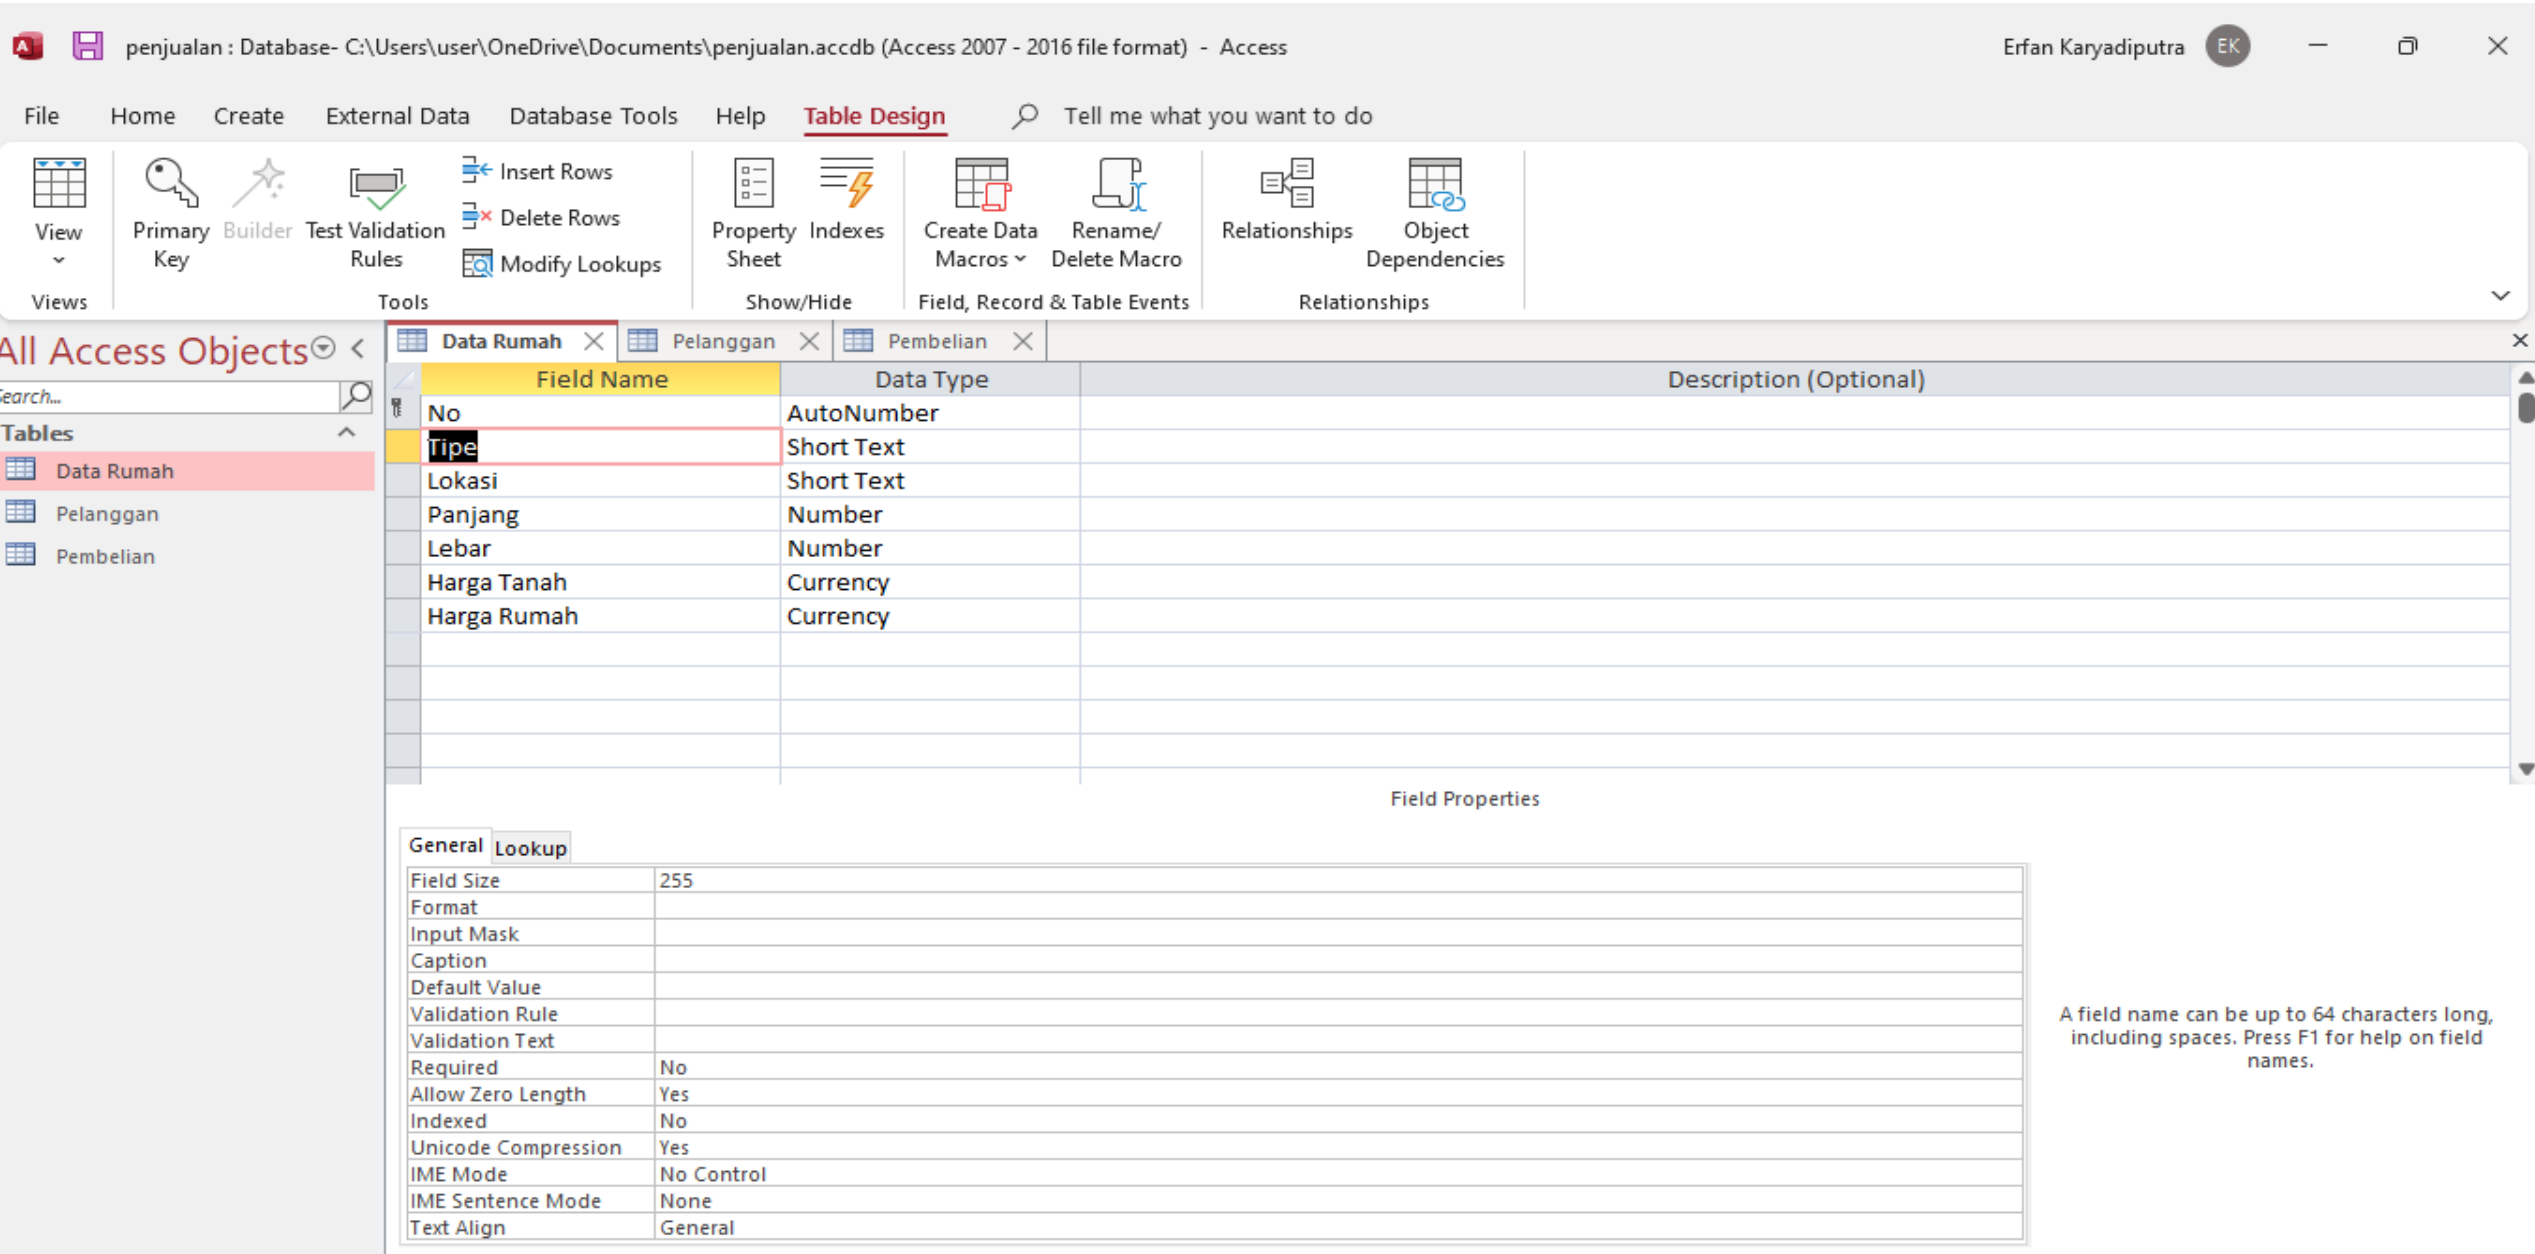 penjualan : Database- C:\Users\user\OneDrive\Documents\penjualan.accdb (Access 2007 - 2016 file format) - Access
Erfan Karyadiputra EK
File Home Create External Data Database Tools Help Table Design Tell me what you want to do
View
Views
Primary Key
Builder
Test Validation Rules
Insert Rows
Delete Rows
Modify Lookups
Tools
Property Sheet
Indexes
Show/Hide
Create Data Macros
Rename/ Delete Macro
Field, Record & Table Events
Relationships
Object Dependencies
Relationships
All Access Objects
Search...
Tables
Data Rumah
Pelanggan
Pembelian
Data Rumah Pelanggan Pembelian
Field Name Data Type Description (Optional)
No AutoNumber
Tipe Short Text
Lokasi Short Text
Panjang Number
Lebar Number
Harga Tanah Currency
Harga Rumah Currency
Field Properties
General Lookup
Field Size 255
Format
Input Mask
Caption
Default Value
Validation Rule
Validation Text
Required No
Allow Zero Length Yes
Indexed No
Unicode Compression Yes
IME Mode No Control
IME Sentence Mode None
Text Align General
A field name can be up to 64 characters long,
including spaces. Press F1 for help on field
names.